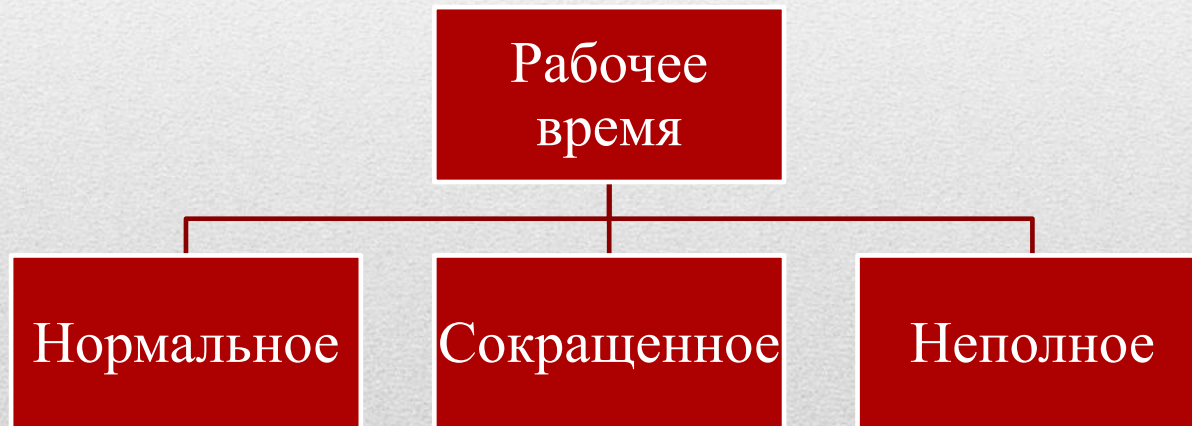 Рабочее
время
Нормальное
Сокращенное
Неполное